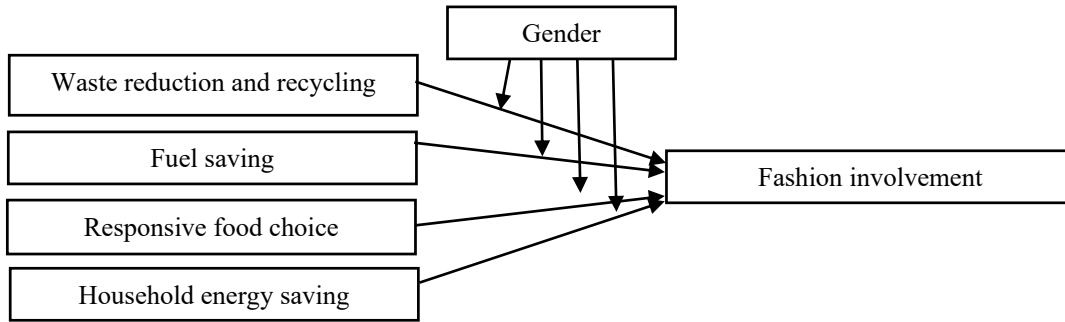 Gender
Waste reduction and recycling
Fuel saving
Fashion involvement
Responsive food choice
Household energy saving